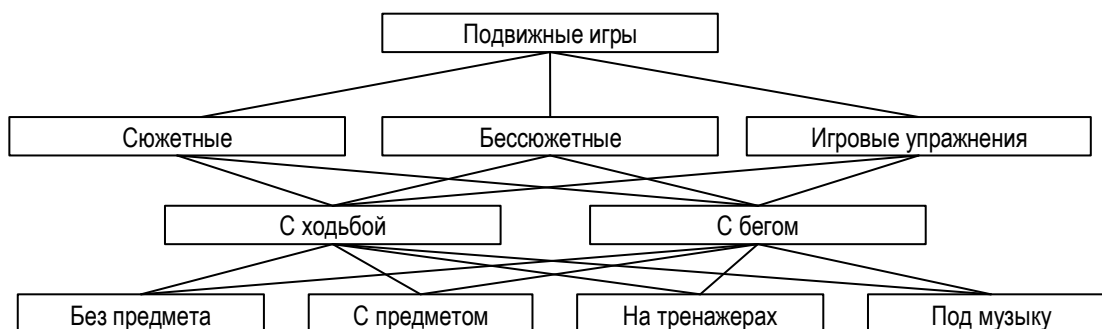 Подвижные игры
Сюжетные
Бессюжетные
Игровые упражнения
С ходьбой
С бегом
Без предмета
С предметом
На тренажерах
Под музыку